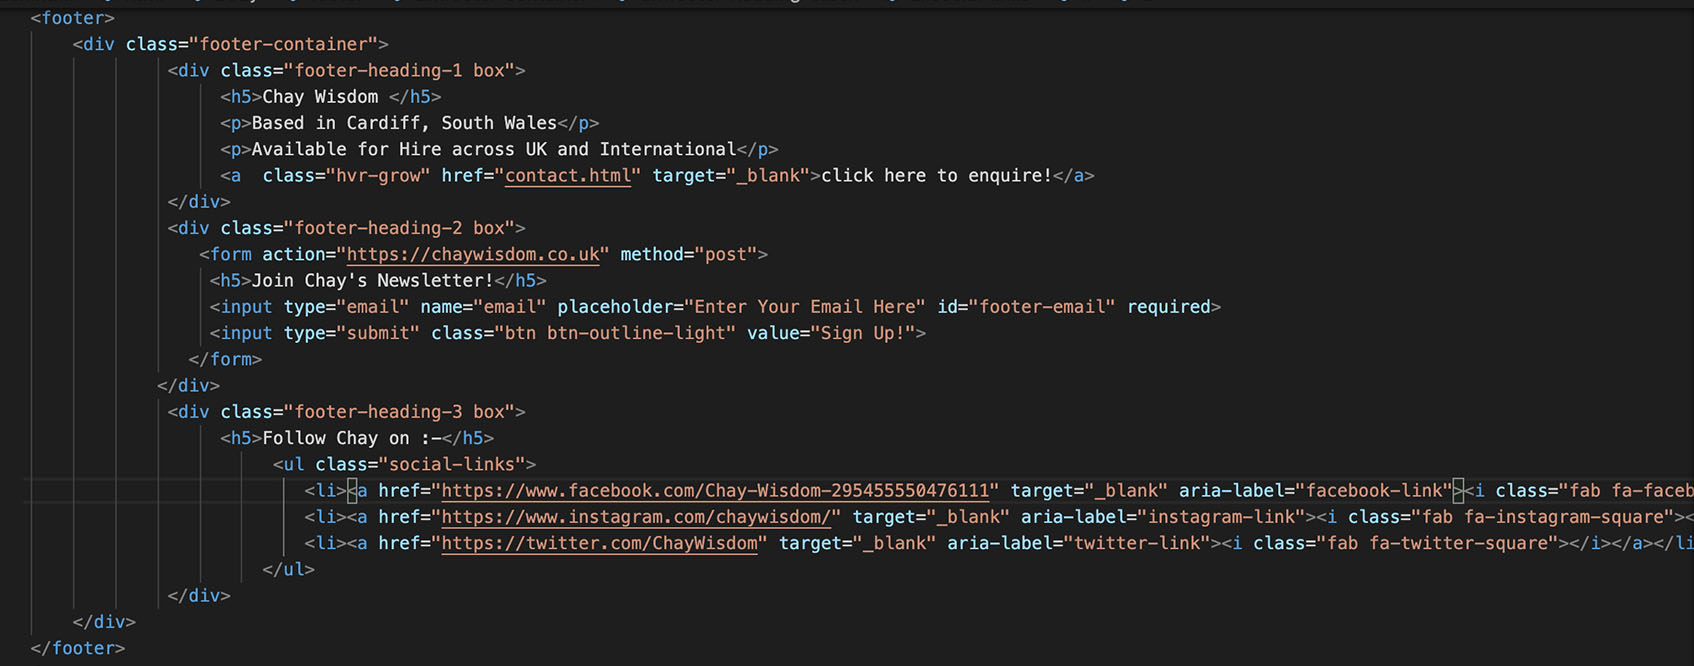 <footer>
<div class="footer-container">
<div class="footer-heading-1 box">
<h5>Chay Wisdom </h5>
<p>Based in Cardiff, South Wales</p>
<p>Available for Hire across UK and International</p>
<a  class="hvr-grow" href="contact.html" target="_blank">click here to enquire!</a>
</div>
<div class="footer-heading-2 box">
<form action="https://chaywisdom.co.uk" method="post">
<h5>Join Chay's Newsletter!</h5>
<input type="email" name="email" placeholder="Enter Your Email Here" id="footer-email" required>
<input type="submit" class="btn btn-outline-light" value="Sign Up!">
</form>
</div>
<div class="footer-heading-3 box">
<h5>Follow Chay on :-</h5>
<ul class="social-links">
<li><a href="https://www.facebook.com/Chay-Wisdom-295455550476111" target="_blank" aria-label="facebook-link"><i class="fab fa-faceb
<li><a href="https://www.instagram.com/chaywisdom/" target="_blank" aria-label="instagram-link"><i class="fab fa-instagram-square"><
<li><a href="https://twitter.com/ChayWisdom" target="_blank" aria-label="twitter-link"><i class="fab fa-twitter-square"></i></a></li
</ul>
</div>
</div>
</footer>